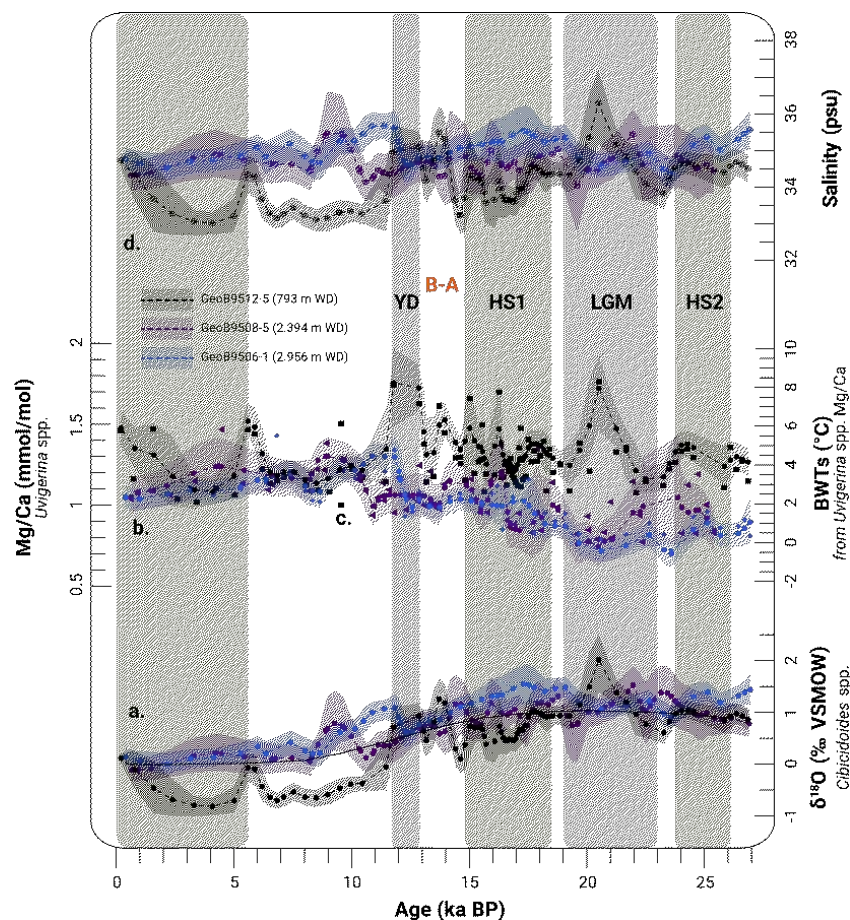 38
36
34
32
Salinity (psu)
d.
B-A
YD
HS1
LGM
HS2
GeoB9512-5 (793 m WD)
GeoB9508-5 (2.394 m WD)
GeoB9506-1 (2.956 m WD)
2
1.5
1
0.5
Mg/Ca (mmol/mol)
Uvigerina spp.
10
8
6
4
2
0
-2
BWTs (°C)
from Uvigerina spp. Mg/Ca
b.
c.
a.
2
1
0
-1
δ¹⁸O (‰ VSMOW)
Cibicidoides spp.
0
5
10
15
20
25
Age (ka BP)